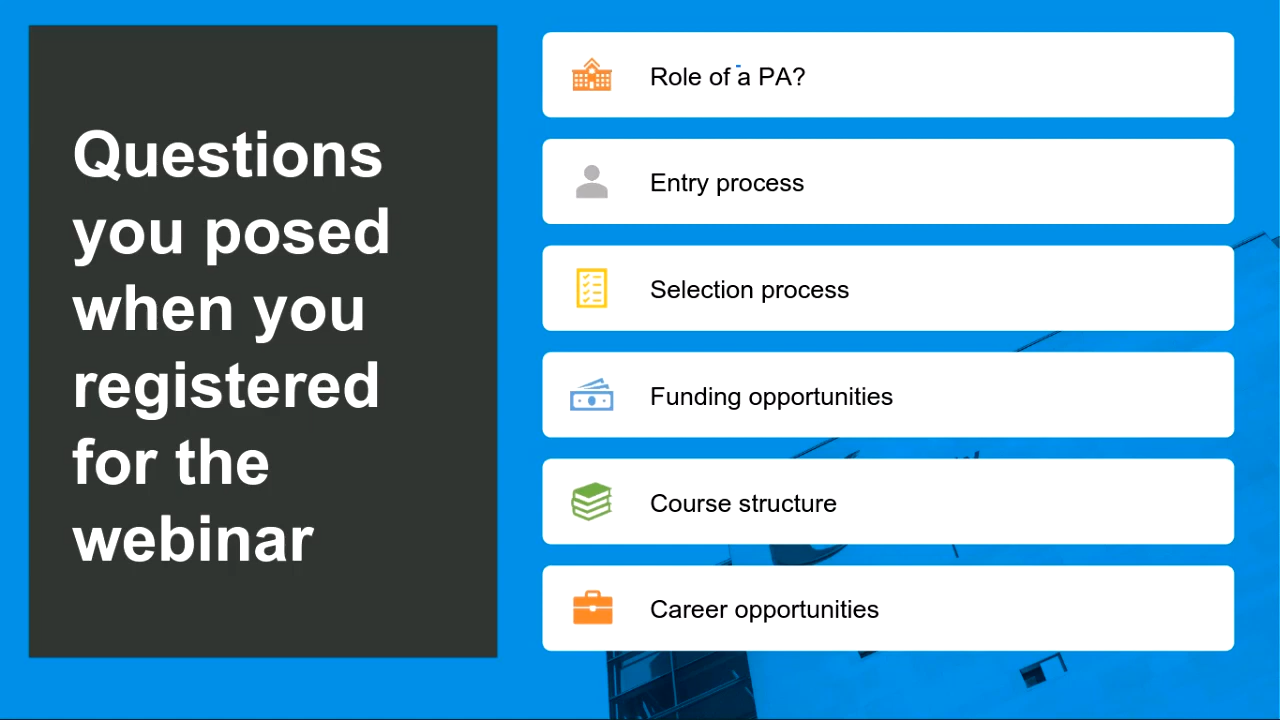 Questions
you posed
when you
registered
for the
webinar
Role of a PA?
Entry process
Selection process
Funding opportunities
Course structure
Career opportunities